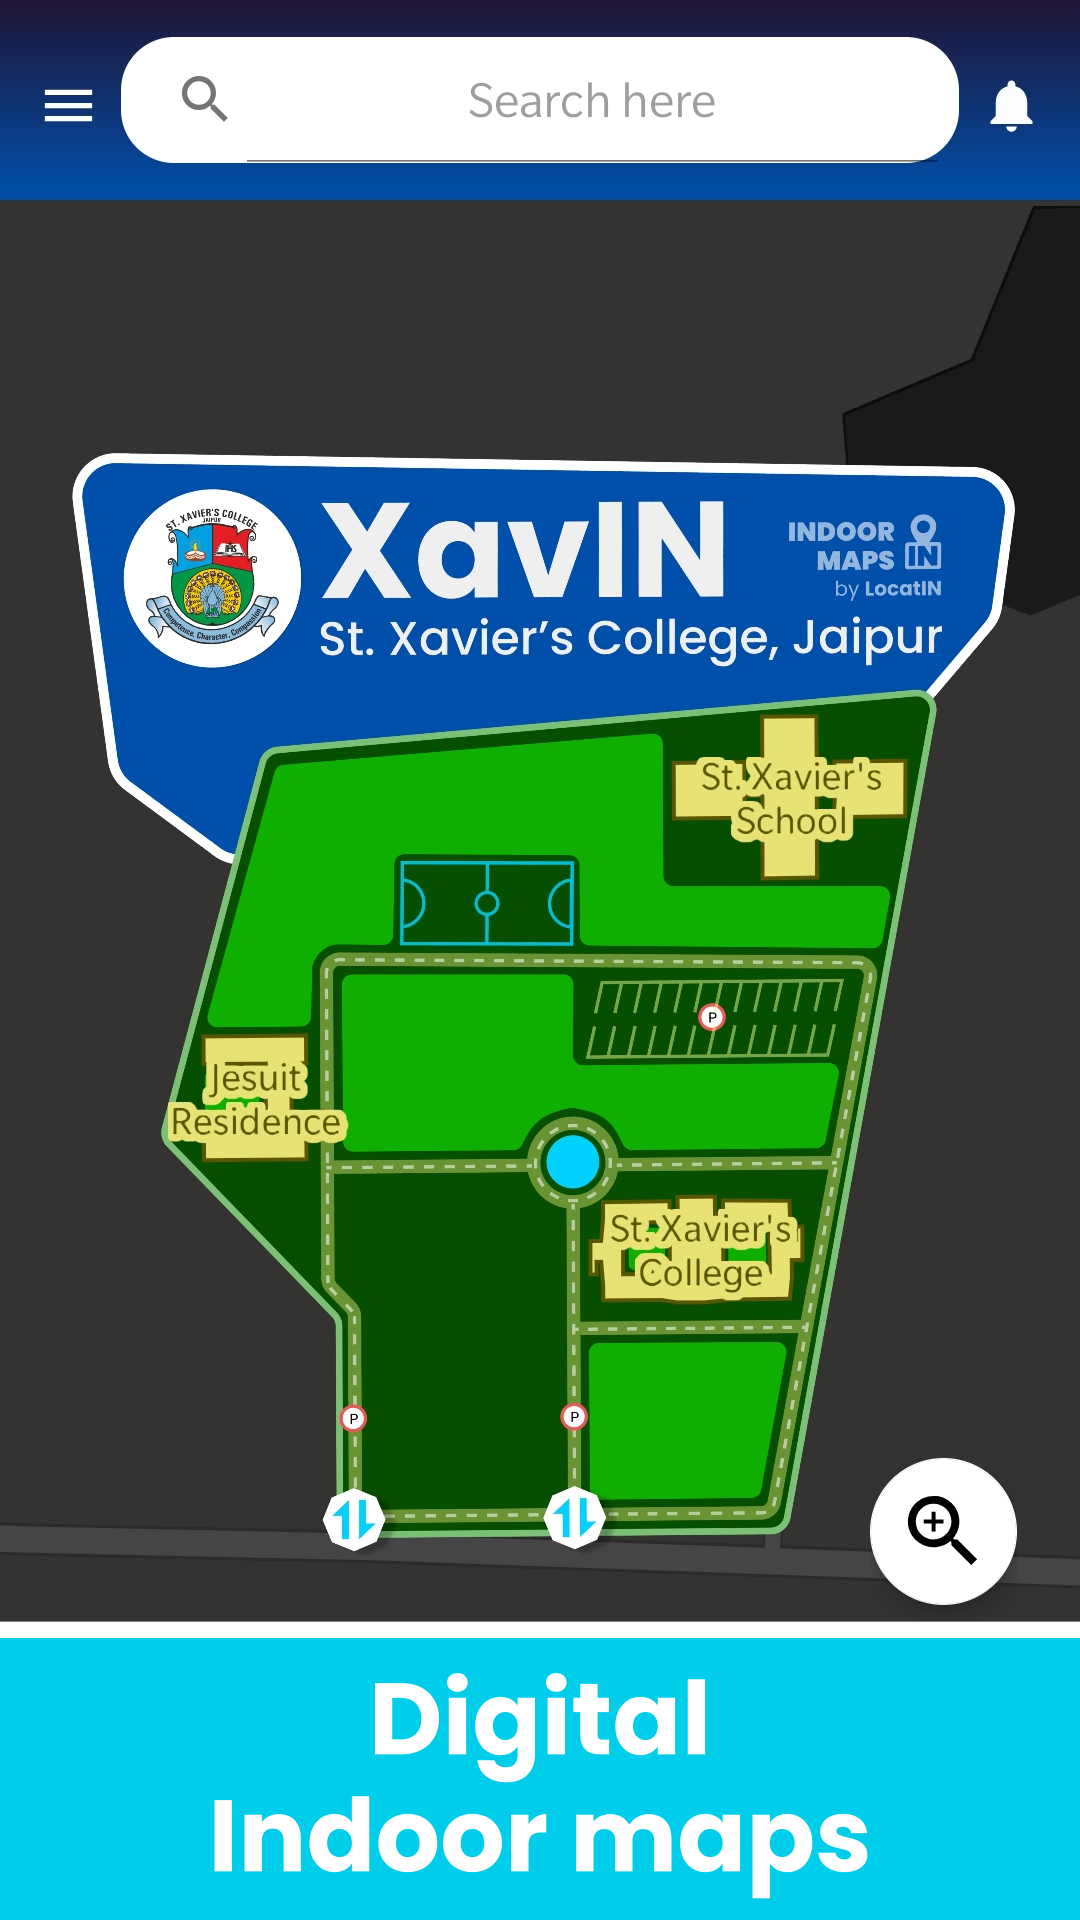 Search here
ST. XAVIER'S COLLEGE
JAIPUR
IHS
Competence, Character, Compassion
XavIN
St. Xavier's College, Jaipur
INDOOR
MAPS
IN
by LocatIN
St. Xavier's
School
P
Jesuit
Residence
St. Xavier's
College
P
P
Digital
Indoor maps